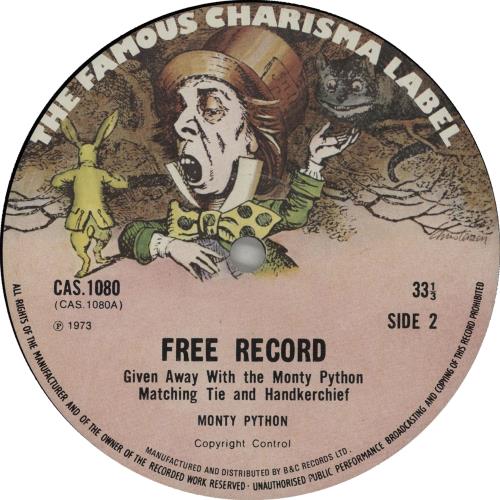 THE FAMOUS CHARISMA LABEL
CAS.1080
(CAS.1080A)
℗ 1973
33⅓
SIDE 2
FREE RECORD
Given Away With the Monty Python
Matching Tie and Handkerchief
MONTY PYTHON
Copyright Control
MANUFACTURED AND DISTRIBUTED BY B&C RECORDS LTD.
ALL RIGHTS OF THE MANUFACTURER AND OF THE OWNER OF THE RECORDED WORK RESERVED · UNAUTHORISED PUBLIC PERFORMANCE BROADCASTING AND COPYING OF THIS RECORD PROHIBITED